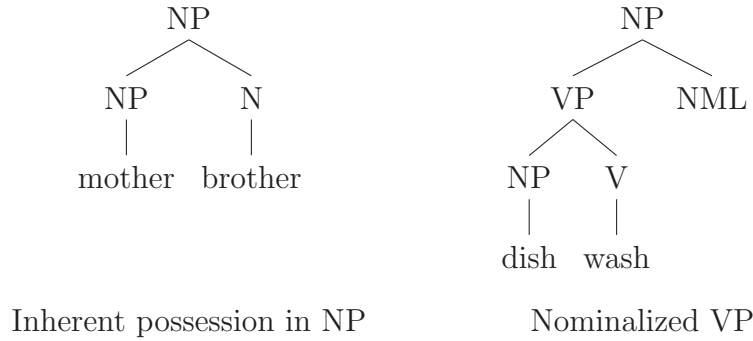 NP NP
NP N VP NML
mother brother NP V
dish wash
Inherent possession in NP Nominalized VP